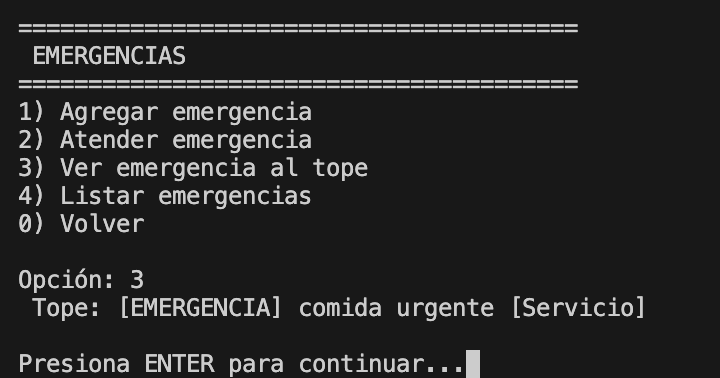 ========================================
EMERGENCIAS
========================================
1) Agregar emergencia
2) Atender emergencia
3) Ver emergencia al tope
4) Listar emergencias
0) Volver
Opción: 3
Tope: [EMERGENCIA] comida urgente [Servicio]
Presiona ENTER para continuar...